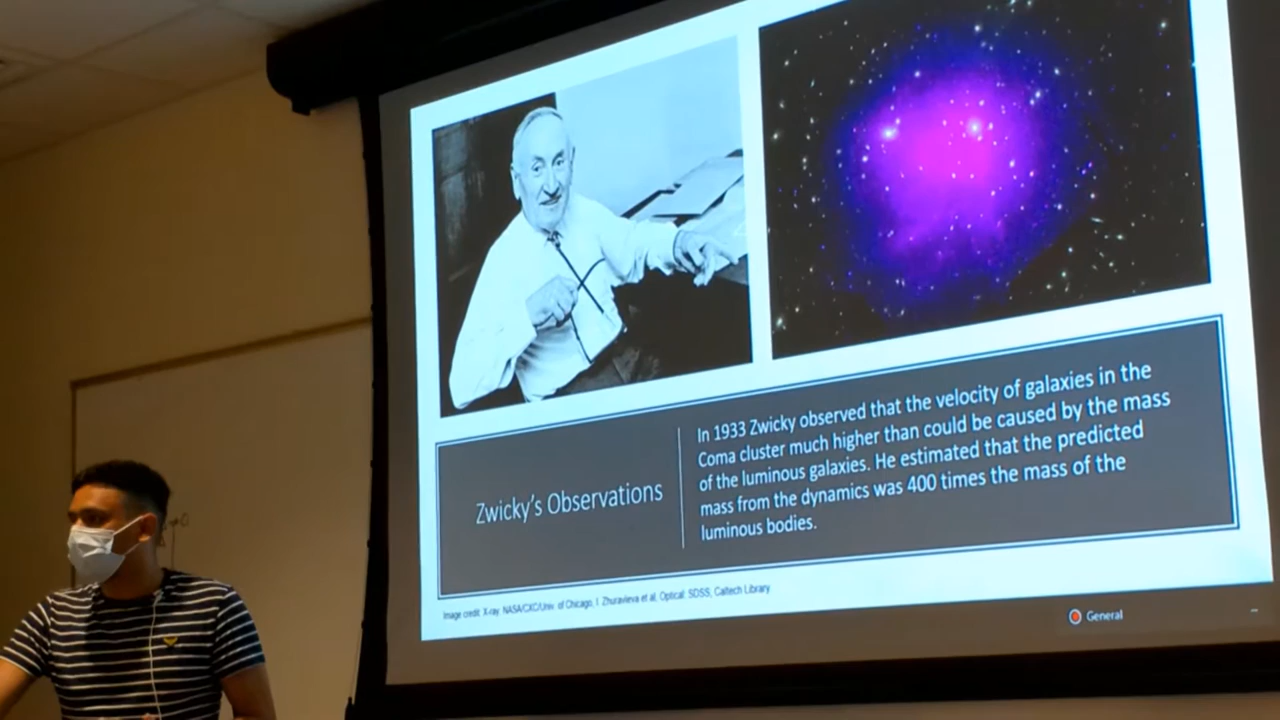 In 1933 Zwicky observed that the velocity of galaxies in the
Coma cluster much higher than could be caused by the mass
of the luminous galaxies. He estimated that the predicted
mass from the dynamics was 400 times the mass of the
luminous bodies.
Zwicky's Observations
Image credit: X-ray: NASA/CXC/Univ. of Chicago, I. Zhuravleva et al, Optical: SDSS, Caltech Library
General